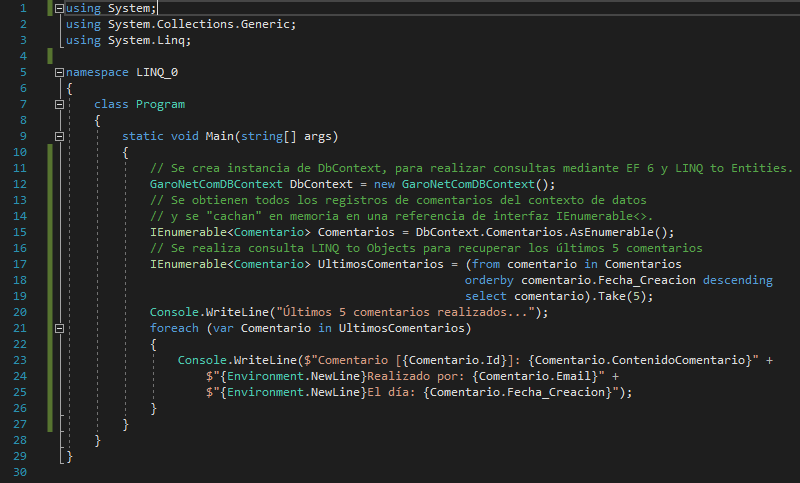 1 using System;
2 using System.Collections.Generic;
3 using System.Linq;
4
5 namespace LINQ_0
6 {
7 class Program
8 {
9 static void Main(string[] args)
10 {
11 // Se crea instancia de DbContext, para realizar consultas mediante EF 6 y LINQ to Entities.
12 GaroNetComDBContext DbContext = new GaroNetComDBContext();
13 // Se obtienen todos los registros de comentarios del contexto de datos
14 // y se "cachan" en memoria en una referencia de interfaz IEnumerable<>.
15 IEnumerable<Comentario> Comentarios = DbContext.Comentarios.AsEnumerable();
16 // Se realiza consulta LINQ to Objects para recuperar los últimos 5 comentarios
17 IEnumerable<Comentario> UltimosComentarios = (from comentario in Comentarios
18 orderby comentario.Fecha_Creacion descending
19 select comentario).Take(5);
20 Console.WriteLine("Últimos 5 comentarios realizados...");
21 foreach (var Comentario in UltimosComentarios)
22 {
23 Console.WriteLine($"Comentario [{Comentario.Id}]: {Comentario.ContenidoComentario}" +
24 $"{Environment.NewLine}Realizado por: {Comentario.Email}" +
25 $"{Environment.NewLine}El día: {Comentario.Fecha_Creacion}");
26 }
27 }
28 }
29 }
30